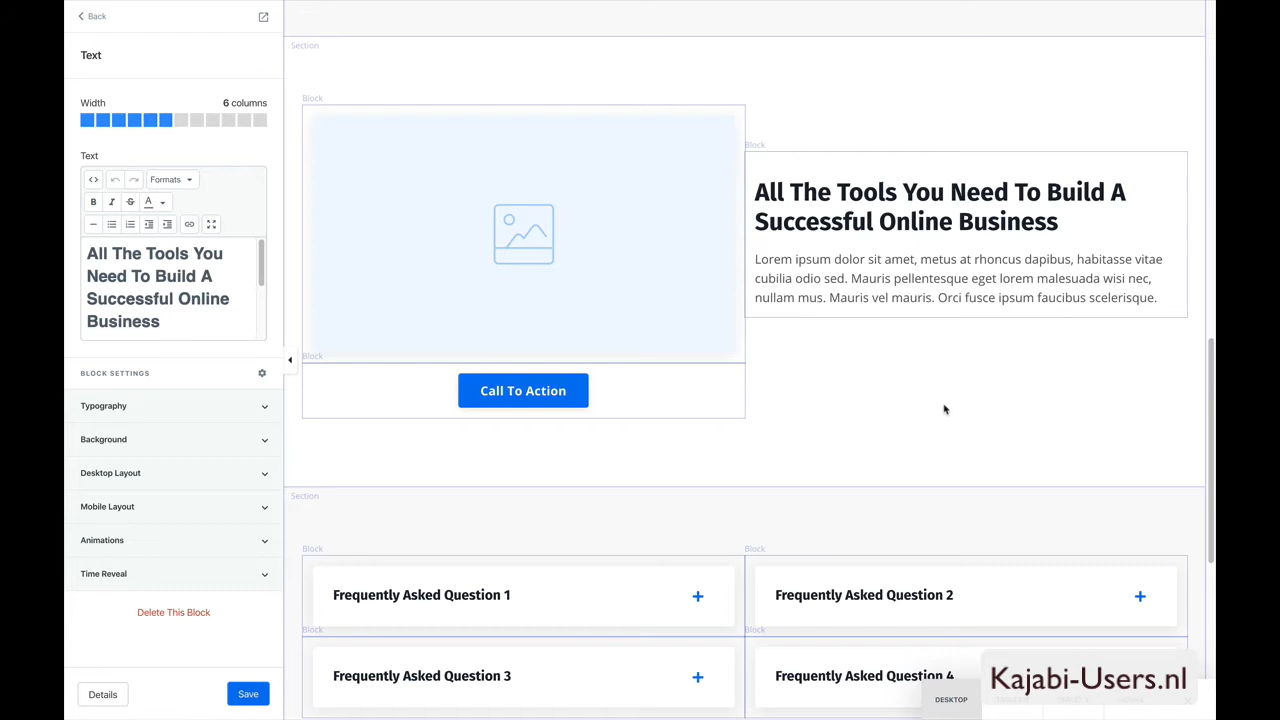 Back
Text
Width 6 columns
Text
Formats
B I S A
All The Tools You
Need To Build A
Successful Online
Business
BLOCK SETTINGS
Typography
Background
Desktop Layout
Mobile Layout
Animations
Time Reveal
Delete This Block
Details Save
Section
Block
Block
All The Tools You Need To Build A
Successful Online Business
Lorem ipsum dolor sit amet, metus at rhoncus dapibus, habitasse vitae
cubilia odio sed. Mauris pellentesque eget lorem malesuada wisi nec,
nullam mus. Mauris vel mauris. Orci fusce ipsum faucibus scelerisque.
Block
Call To Action
Section
Block Block
Frequently Asked Question 1
Frequently Asked Question 2
Block Block
Frequently Asked Question 3
Frequently Asked Question 4
DESKTOP
Kajabi-Users.nl